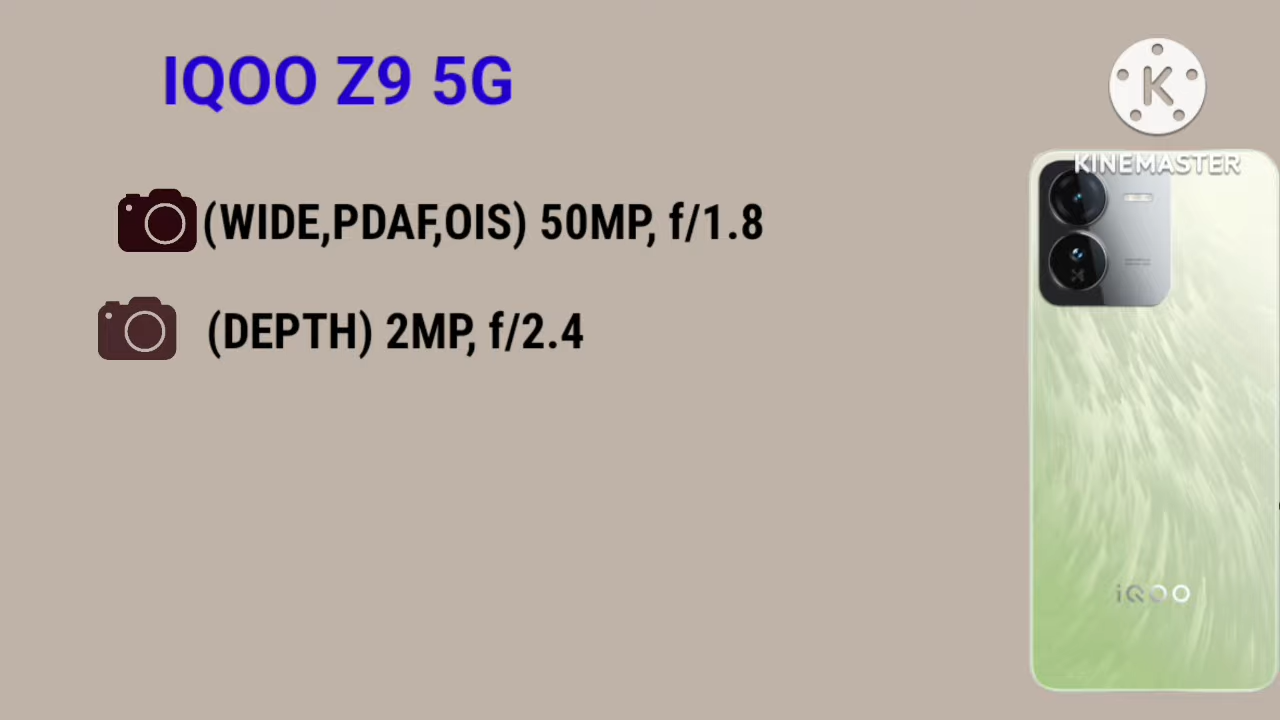 IQOO Z9 5G
K
KINEMASTER
(WIDE,PDAF,OIS) 50MP, f/1.8
(DEPTH) 2MP, f/2.4
iQOO